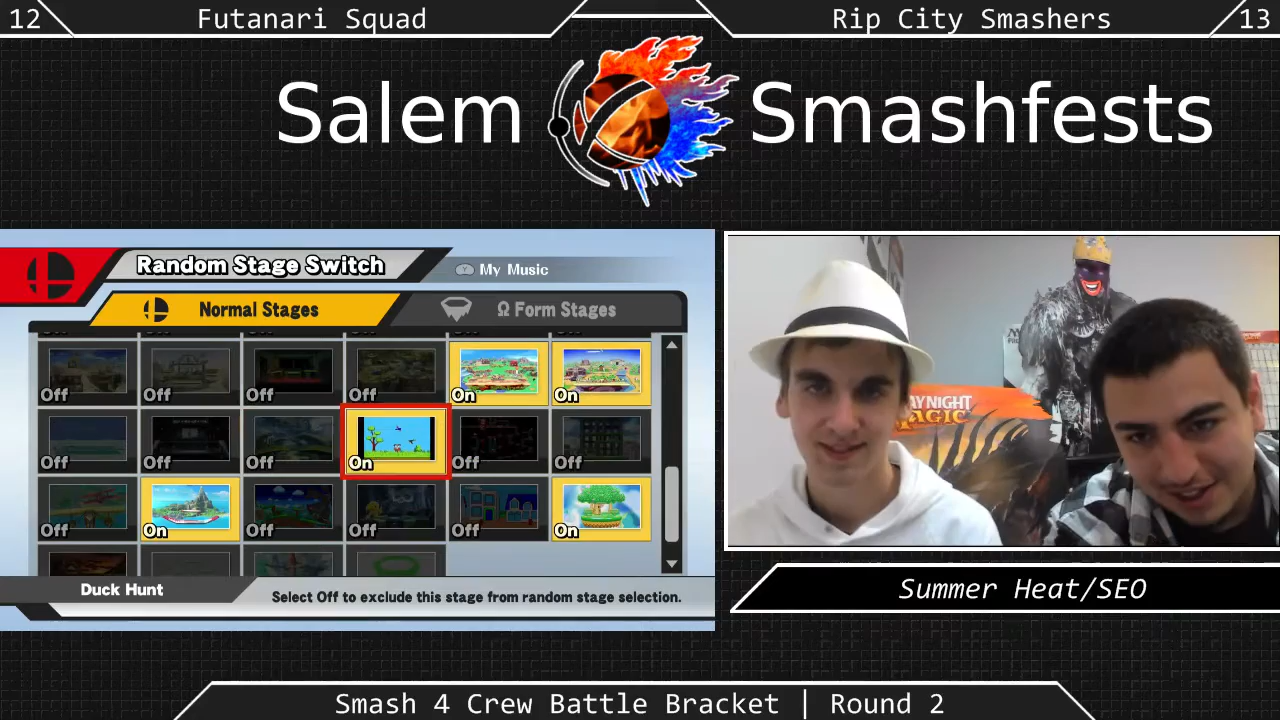 12
Futanari Squad
Rip City Smashers
13
Salem
Smashfests
Random Stage Switch
My Music
Normal Stages
Ω Form Stages
Off
Off
Off
Off
On
On
Off
Off
Off
On
Off
Off
Off
On
Off
Off
Off
On
Duck Hunt
Select Off to exclude this stage from random stage selection.
AYNIGHT
MAGIC
Summer Heat/SEO
Smash 4 Crew Battle Bracket | Round 2